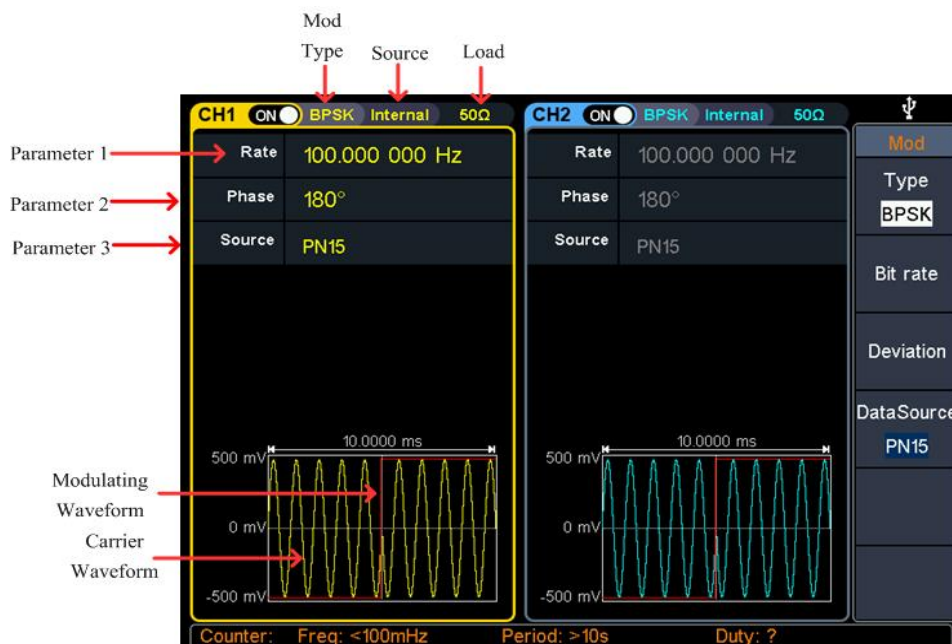 Mod
Type Source Load
CH1 ON BPSK Internal 50Ω CH2 ON BPSK Internal 50Ω
Mod
Parameter 1 Rate 100.000 000 Hz Rate 100.000 000 Hz
Type
BPSK
Parameter 2 Phase 180° Phase 180°
Parameter 3 Source PN15 Source PN15
Bit rate
Deviation
DataSource
PN15
10.0000 ms 10.0000 ms
500 mV 500 mV
Modulating
Waveform
0 mV 0 mV
Carrier
Waveform
-500 mV -500 mV
Counter: Freq: <100mHz Period: >10s Duty: ?